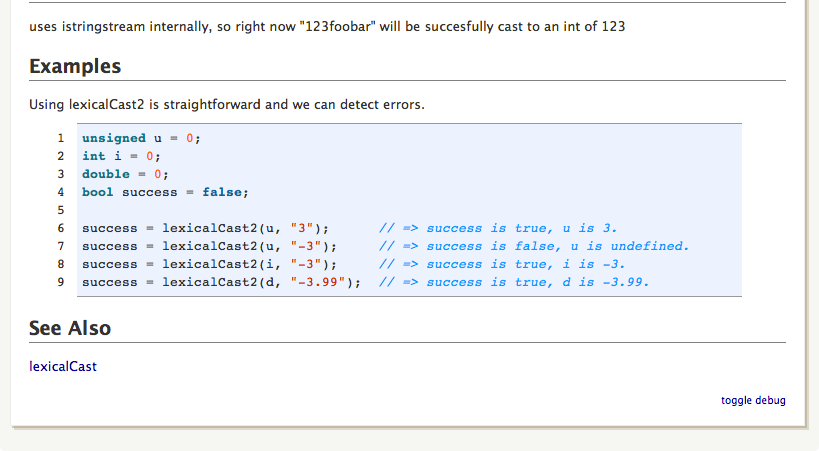 uses istringstream internally, so right now "123foobar" will be succesfully cast to an int of 123
Examples
Using lexicalCast2 is straightforward and we can detect errors.
1 unsigned u = 0;
2 int i = 0;
3 double = 0;
4 bool success = false;
5
6 success = lexicalCast2(u, "3"); // => success is true, u is 3.
7 success = lexicalCast2(u, "-3"); // => success is false, u is undefined.
8 success = lexicalCast2(i, "-3"); // => success is true, i is -3.
9 success = lexicalCast2(d, "-3.99"); // => success is true, d is -3.99.
See Also
lexicalCast
toggle debug